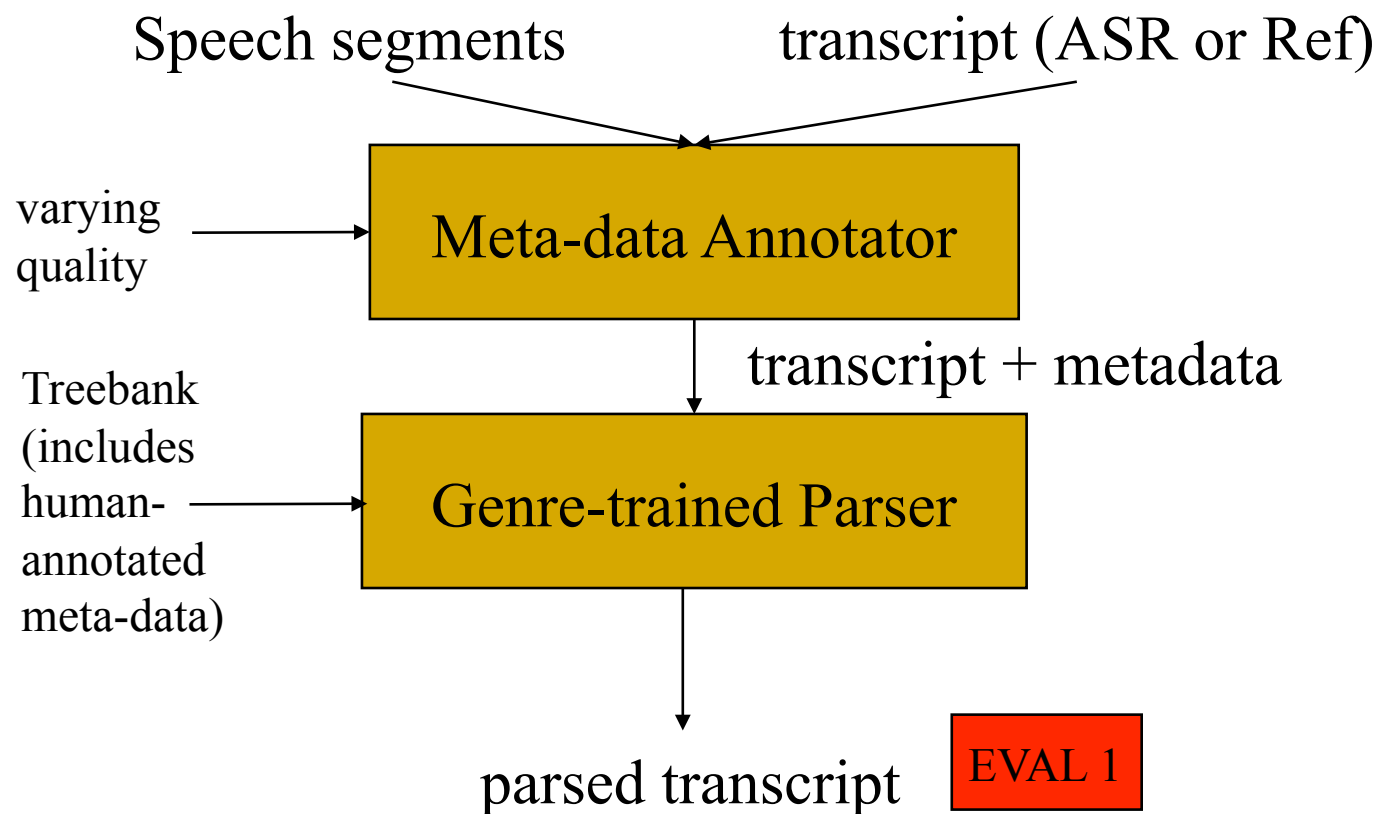 Speech segments
transcript (ASR or Ref)
varying
quality
Meta-data Annotator
transcript + metadata
Treebank
(includes
human-
annotated
meta-data)
Genre-trained Parser
parsed transcript
EVAL 1